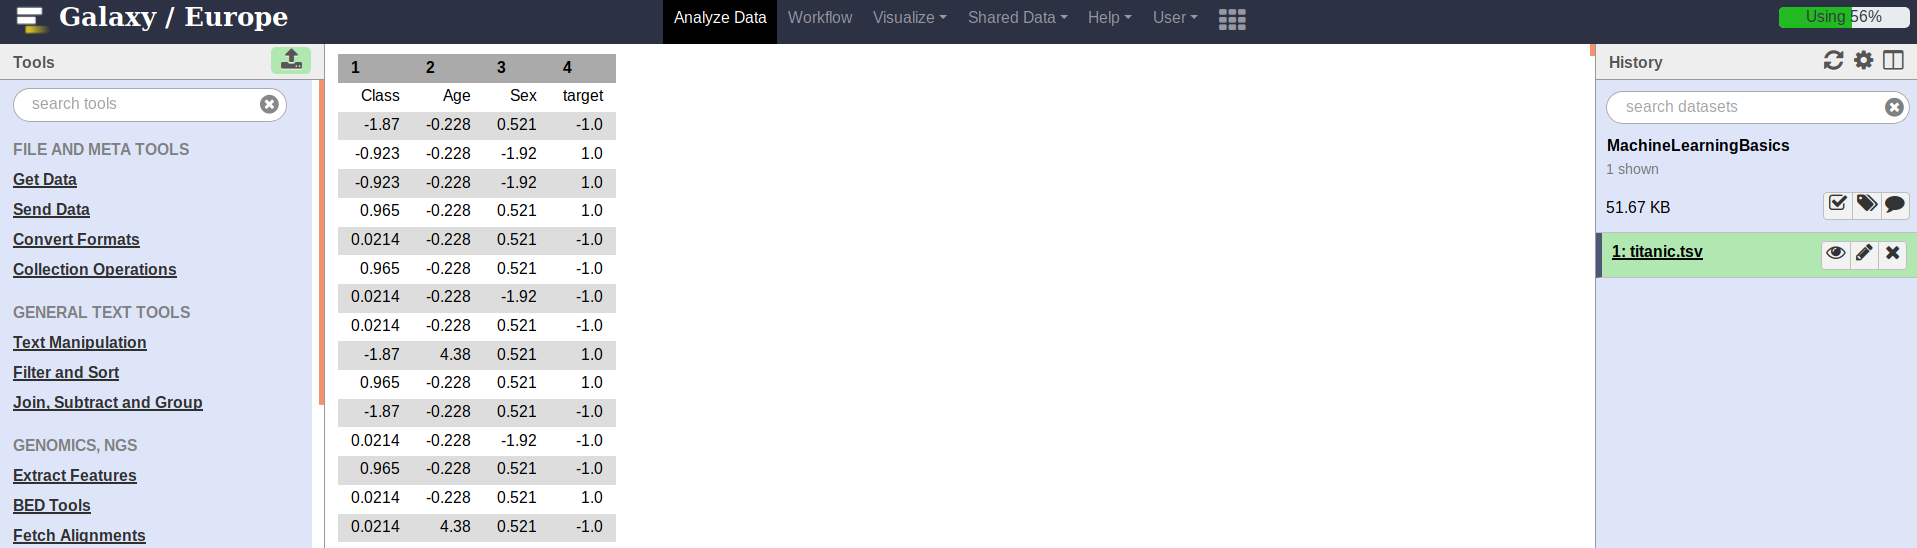 Galaxy / Europe
Analyze Data Workflow Visualize Shared Data Help User
Using 56%
Tools
search tools
FILE AND META TOOLS
Get Data
Send Data
Convert Formats
Collection Operations
GENERAL TEXT TOOLS
Text Manipulation
Filter and Sort
Join, Subtract and Group
GENOMICS, NGS
Extract Features
BED Tools
Fetch Alignments
1 2 3 4
Class Age Sex target
-1.87 -0.228 0.521 -1.0
-0.923 -0.228 -1.92 1.0
-0.923 -0.228 -1.92 1.0
0.965 -0.228 0.521 1.0
0.0214 -0.228 0.521 -1.0
0.965 -0.228 0.521 -1.0
0.0214 -0.228 -1.92 -1.0
0.0214 -0.228 0.521 -1.0
-1.87 4.38 0.521 1.0
0.965 -0.228 0.521 1.0
-1.87 -0.228 0.521 -1.0
0.0214 -0.228 -1.92 -1.0
0.965 -0.228 0.521 -1.0
0.0214 -0.228 0.521 1.0
0.0214 4.38 0.521 -1.0
History
search datasets
MachineLearningBasics
1 shown
51.67 KB
1: titanic.tsv